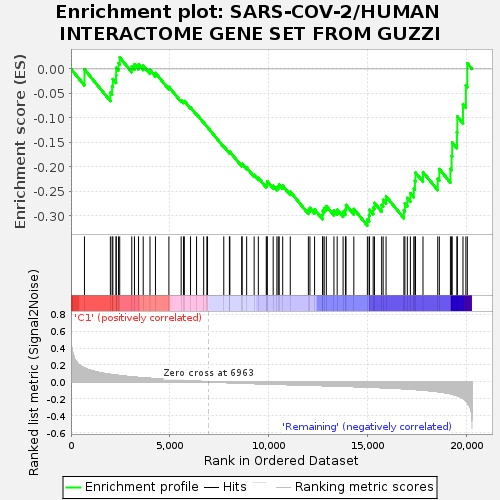 Enrichment plot: SARS-COV-2/HUMAN
INTERACTOME GENE SET FROM GUZZI
Enrichment score (ES)
0.00
-0.05
-0.10
-0.15
-0.20
-0.25
-0.30
Ranked list metric (Signal2Noise)
'C1' (positively correlated)
0.8
0.6
0.4
0.2
0.0
-0.2
-0.4
-0.6
Zero cross at 6963
'Remaining' (negatively correlated)
0
5,000
10,000
15,000
20,000
Rank in Ordered Dataset
Enrichment profile
Hits
Ranking metric scores